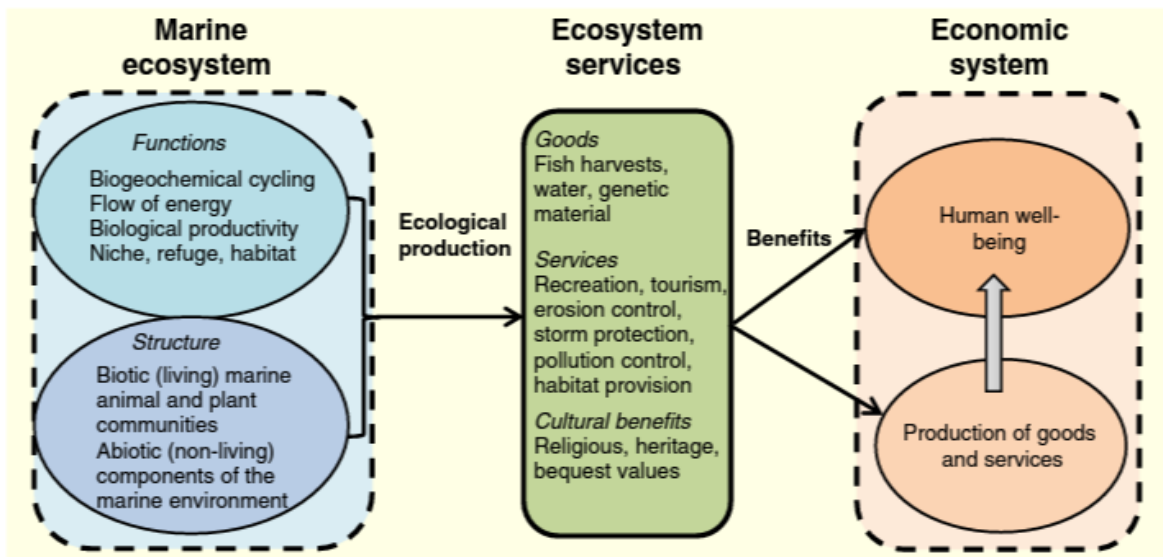 Marine
ecosystem
Functions
Biogeochemical cycling
Flow of energy
Biological productivity
Niche, refuge, habitat
Structure
Biotic (living) marine
animal and plant
communities
Abiotic (non-living)
components of the
marine environment
Ecological
production
Ecosystem
services
Goods
Fish harvests,
water, genetic
material
Services
Recreation, tourism,
erosion control,
storm protection,
pollution control,
habitat provision
Cultural benefits
Religious, heritage,
bequest values
Benefits
Economic
system
Human well-
being
Production of goods
and services